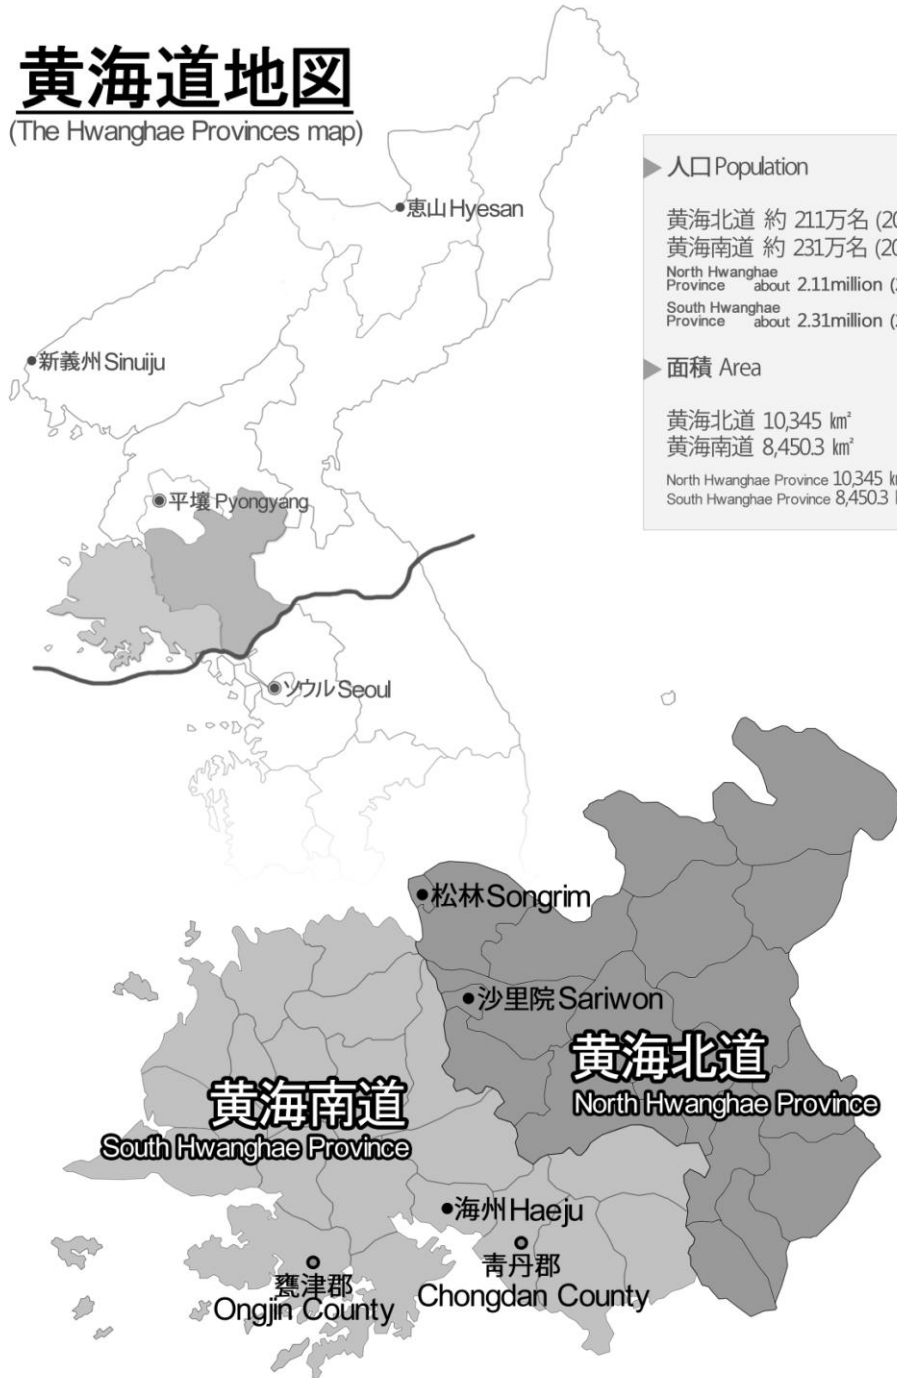 黄海道地図
(The Hwanghae Provinces map)
恵山 Hyesan
新義州 Sinuiju
平壤 Pyongyang
ソウル Seoul
人口 Population
黄海北道 約 211万名 (20
黄海南道 約 231万名 (20
North Hwanghae
Province about 2.11million (
South Hwanghae
Province about 2.31million (
面積 Area
黄海北道 10,345 ㎢
黄海南道 8,450.3 ㎢
North Hwanghae Province 10,345
South Hwanghae Province 8,450.3
松林 Songrim
沙里院 Sariwon
黄海北道
North Hwanghae Province
黄海南道
South Hwanghae Province
海州 Haeju
青丹郡
Chongdan County
甕津郡
Ongjin County